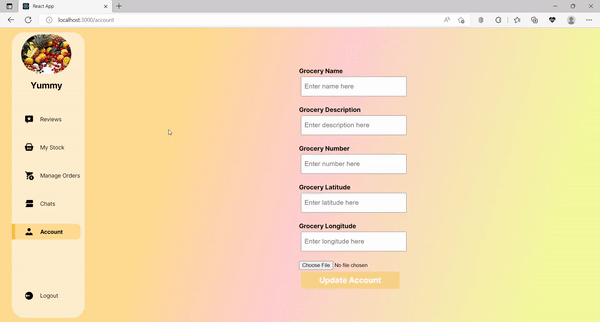 React App
localhost:3000/account
Yummy
Reviews
My Stock
Manage Orders
Chats
Account
Logout
Grocery Name
Enter name here
Grocery Description
Enter description here
Grocery Number
Enter number here
Grocery Latitude
Enter latitude here
Grocery Longitude
Enter longitude here
Choose File No file chosen
Update Account